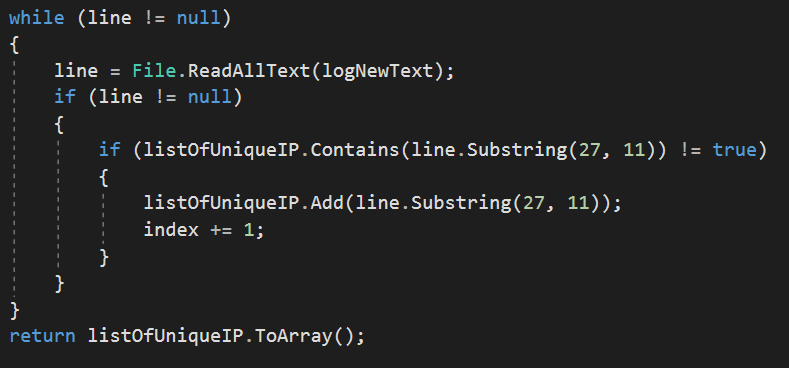 while (line != null)
{
    line = File.ReadAllText(logNewText);
    if (line != null)
    {
        if (listOfUniqueIP.Contains(line.Substring(27, 11)) != true)
        {
            listOfUniqueIP.Add(line.Substring(27, 11));
            index += 1;
        }
    }
}
return listOfUniqueIP.ToArray();